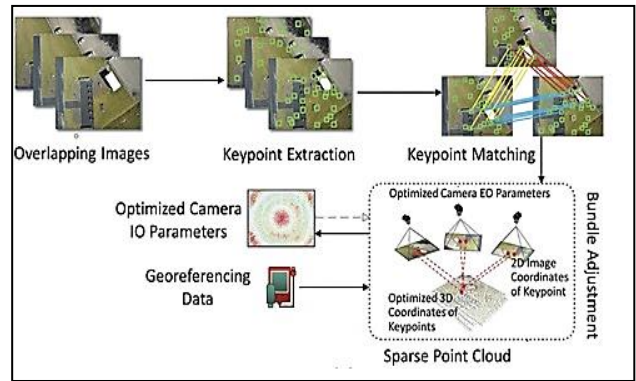 Overlapping Images
Keypoint Extraction
Keypoint Matching
Optimized Camera
IO Parameters
Georeferencing
Data
Optimized Camera EO Parameters
2D Image
Coordinates
of Keypoint
Optimized 3D
Coordinates of
Keypoints
Bundle Adjustment
Sparse Point Cloud